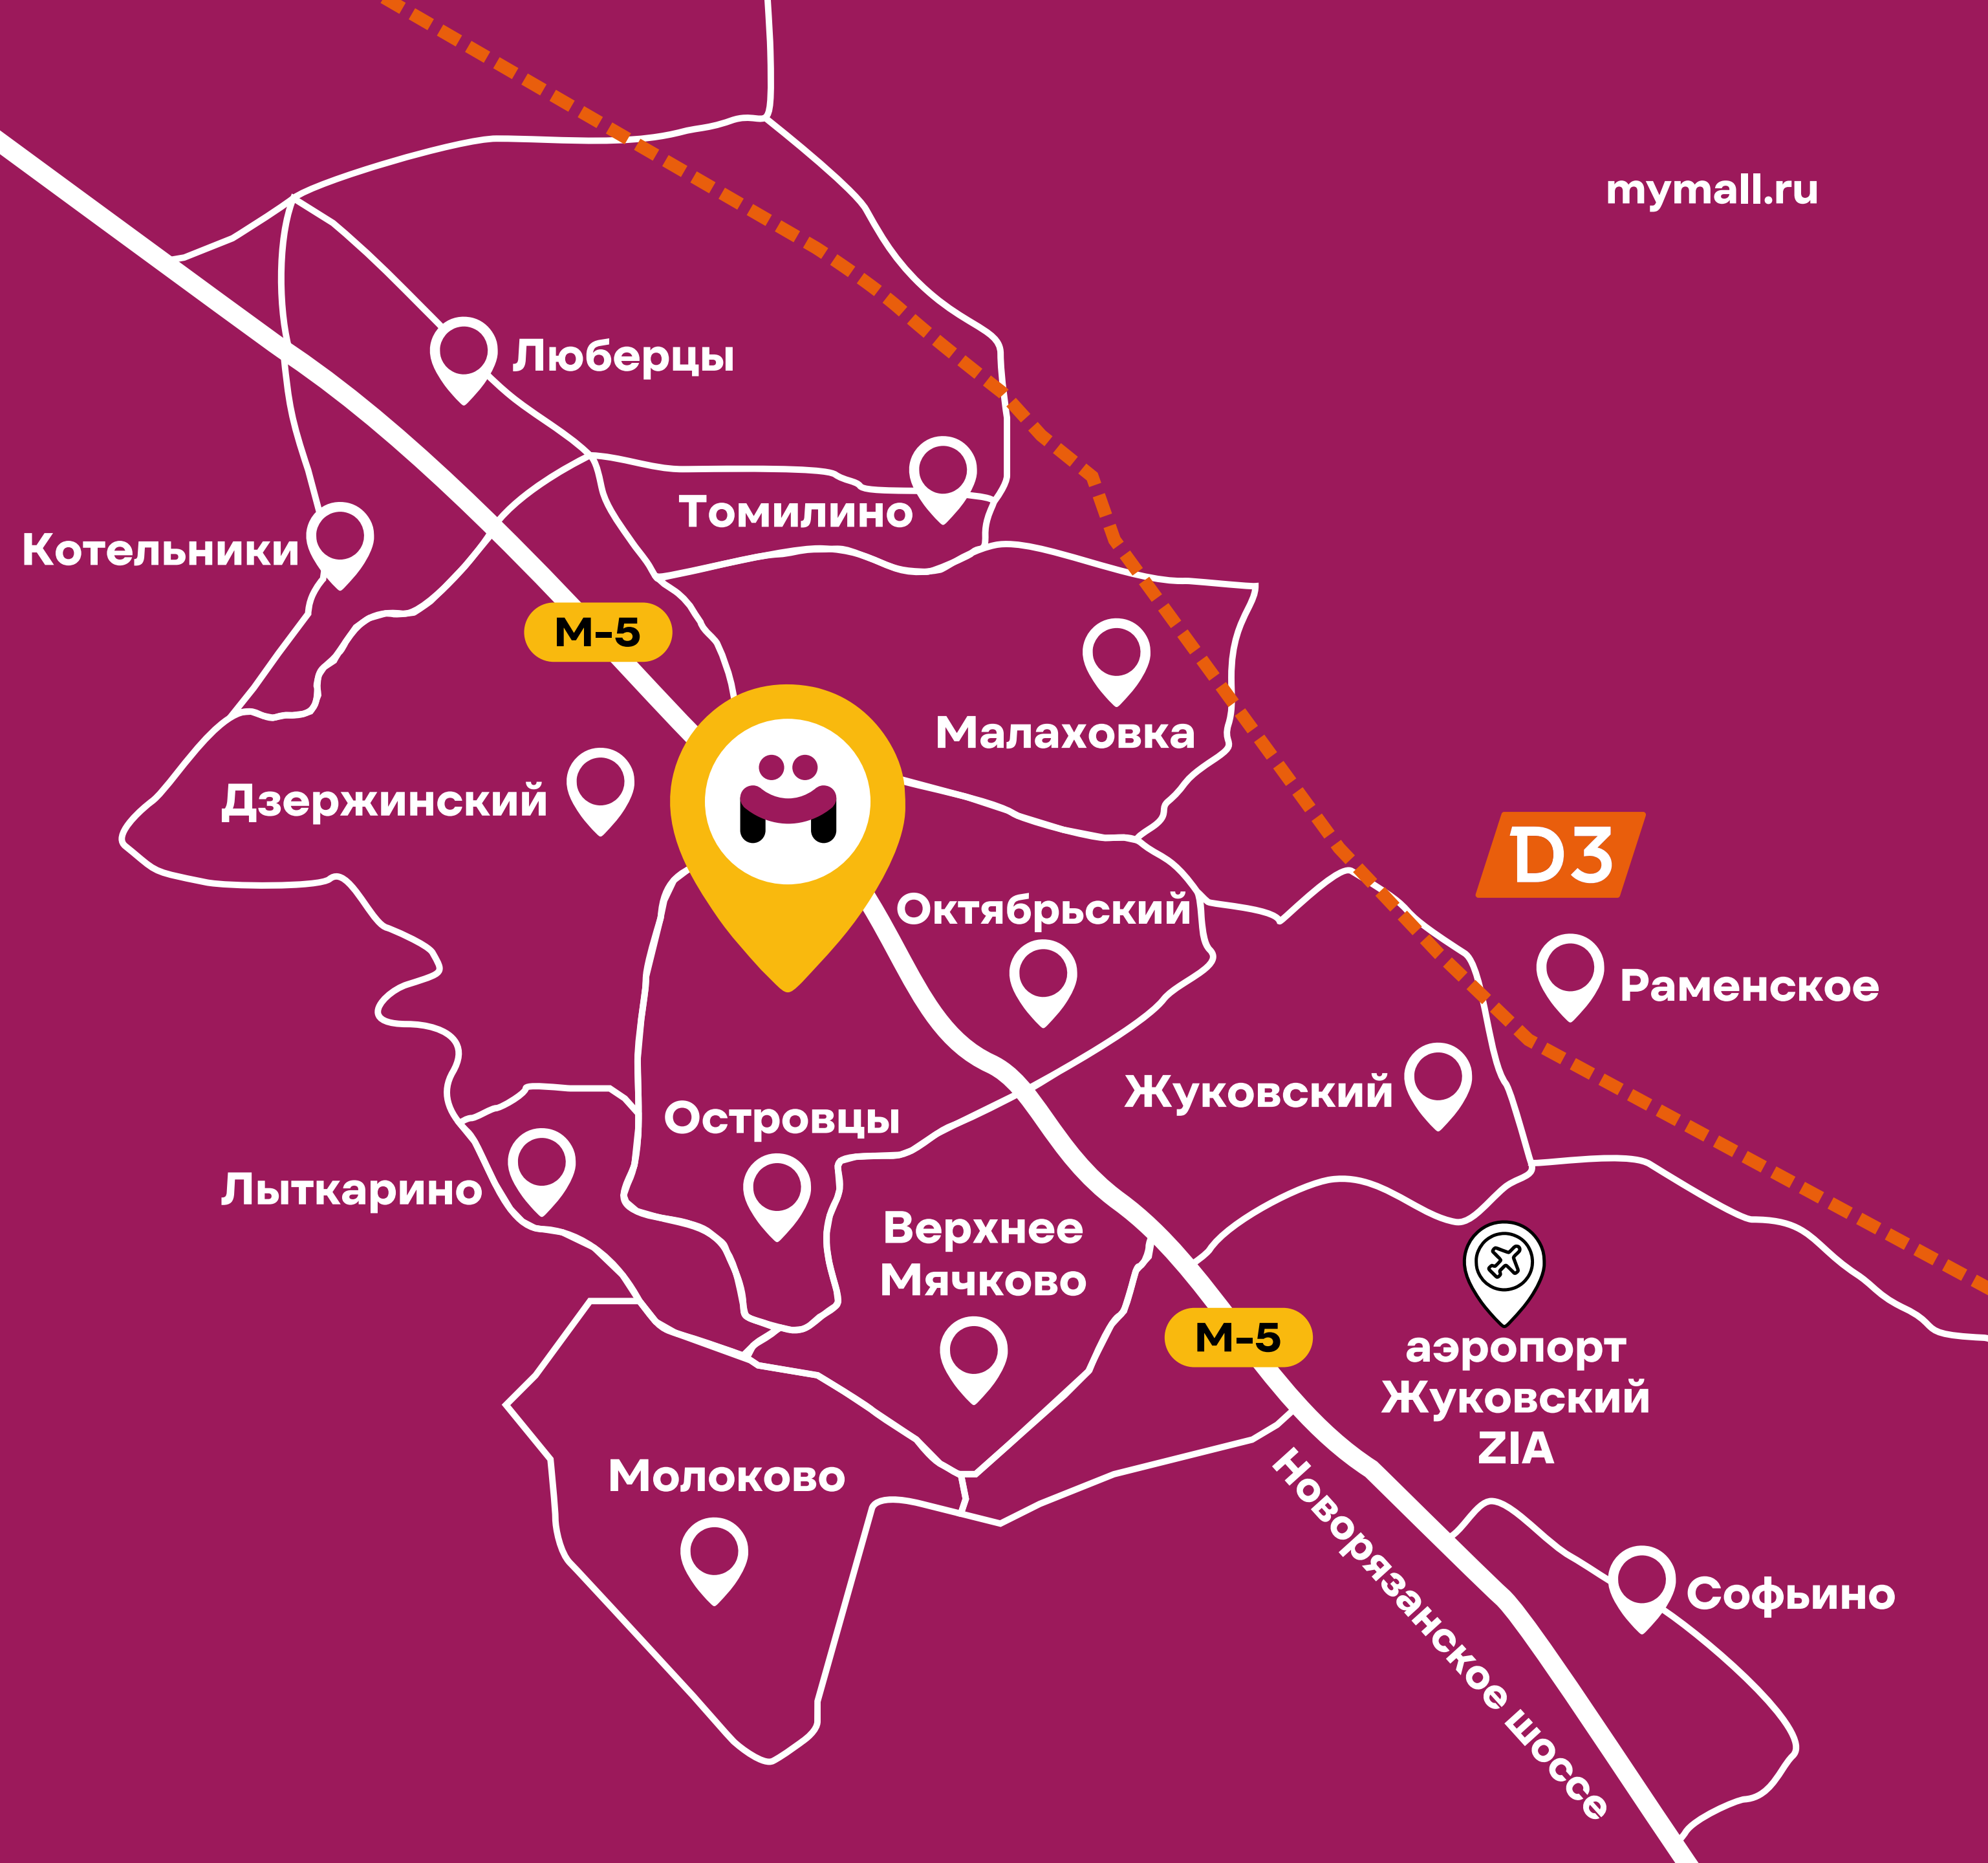 mymall.ru
Люберцы
Томилино
Котельники
М-5
Малаховка
Дзержинский
D3
Октябрьский
Раменское
Жуковский
Островцы
Лыткарино
Верхнее
Мячково
М-5
аэропорт
Жуковский
ZIA
Молоково
Новорязанское шоссе
Софьино